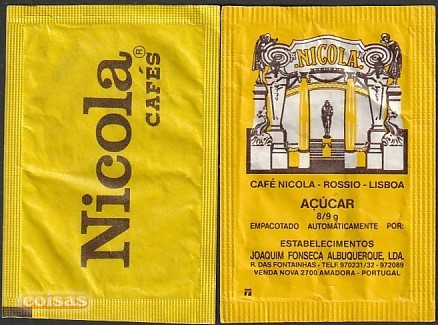 Nicola®
CAFÉS
coisas
NICOLA
CAFÉ NICOLA - ROSSIO - LISBOA
AÇÚCAR
8/9 g
EMPACOTADO AUTOMÁTICAMENTE POR:
ESTABELECIMENTOS
JOAQUIM FONSECA ALBUQUERQUE, LDA.
R. DAS FONTAINHAS - TELF. 970231/32 - 972089
VENDA NOVA 2700 AMADORA - PORTUGAL